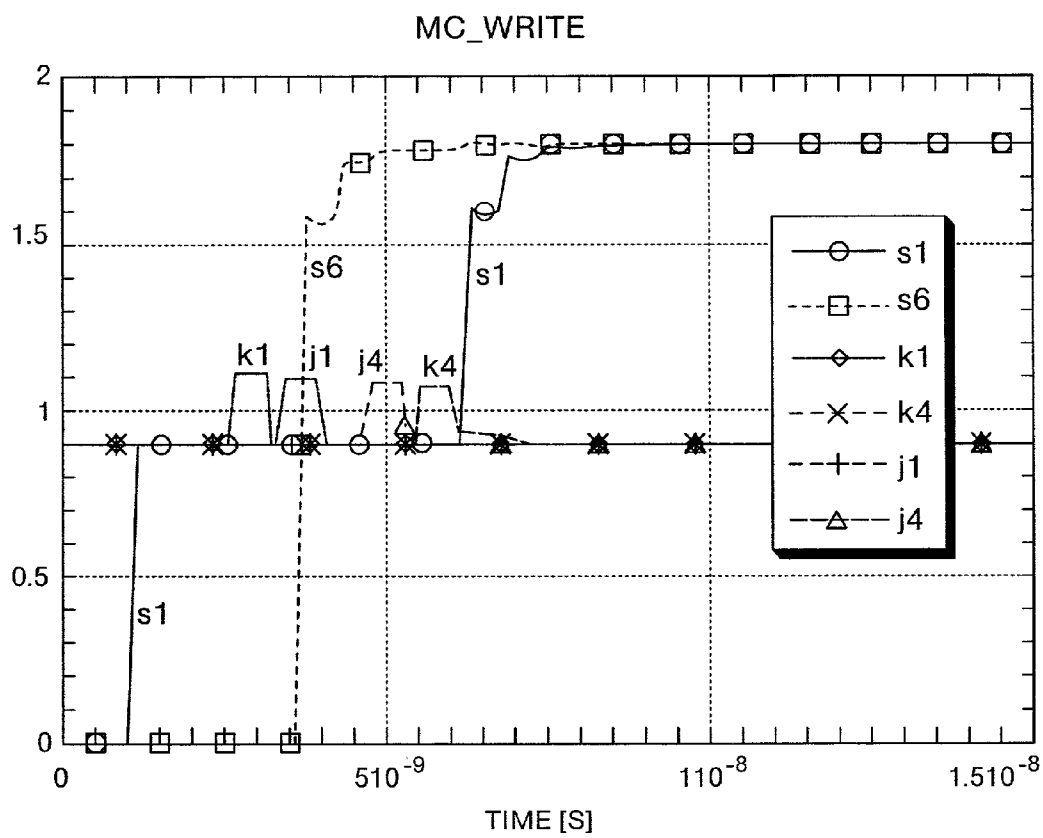 MC_WRITE
2
1.5
1
0.5
0
s6
s1
k1
j1
j4
k4
s1
s1
s6
k1
k4
j1
j4
0
510⁻⁹
110⁻⁸
1.510⁻⁸
TIME [S]